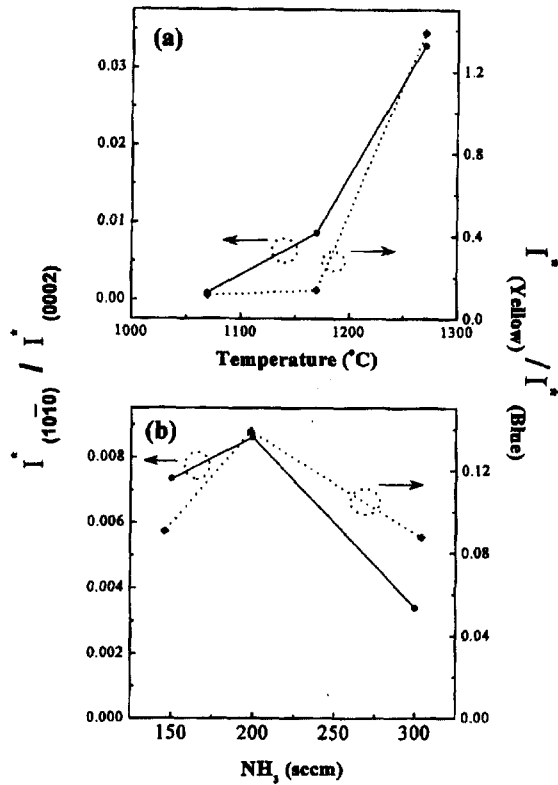 (a)
0.03
0.02
0.01
0.00
1.2
0.8
0.4
0.0
1000 1100 1200 1300
Temperature (°C)
I* (101̄0) / I* (0002)
I* (Yellow) / I* (Blue)
(b)
0.008
0.006
0.004
0.002
0.000
0.12
0.08
0.04
0.00
150 200 250 300
NH3 (sccm)